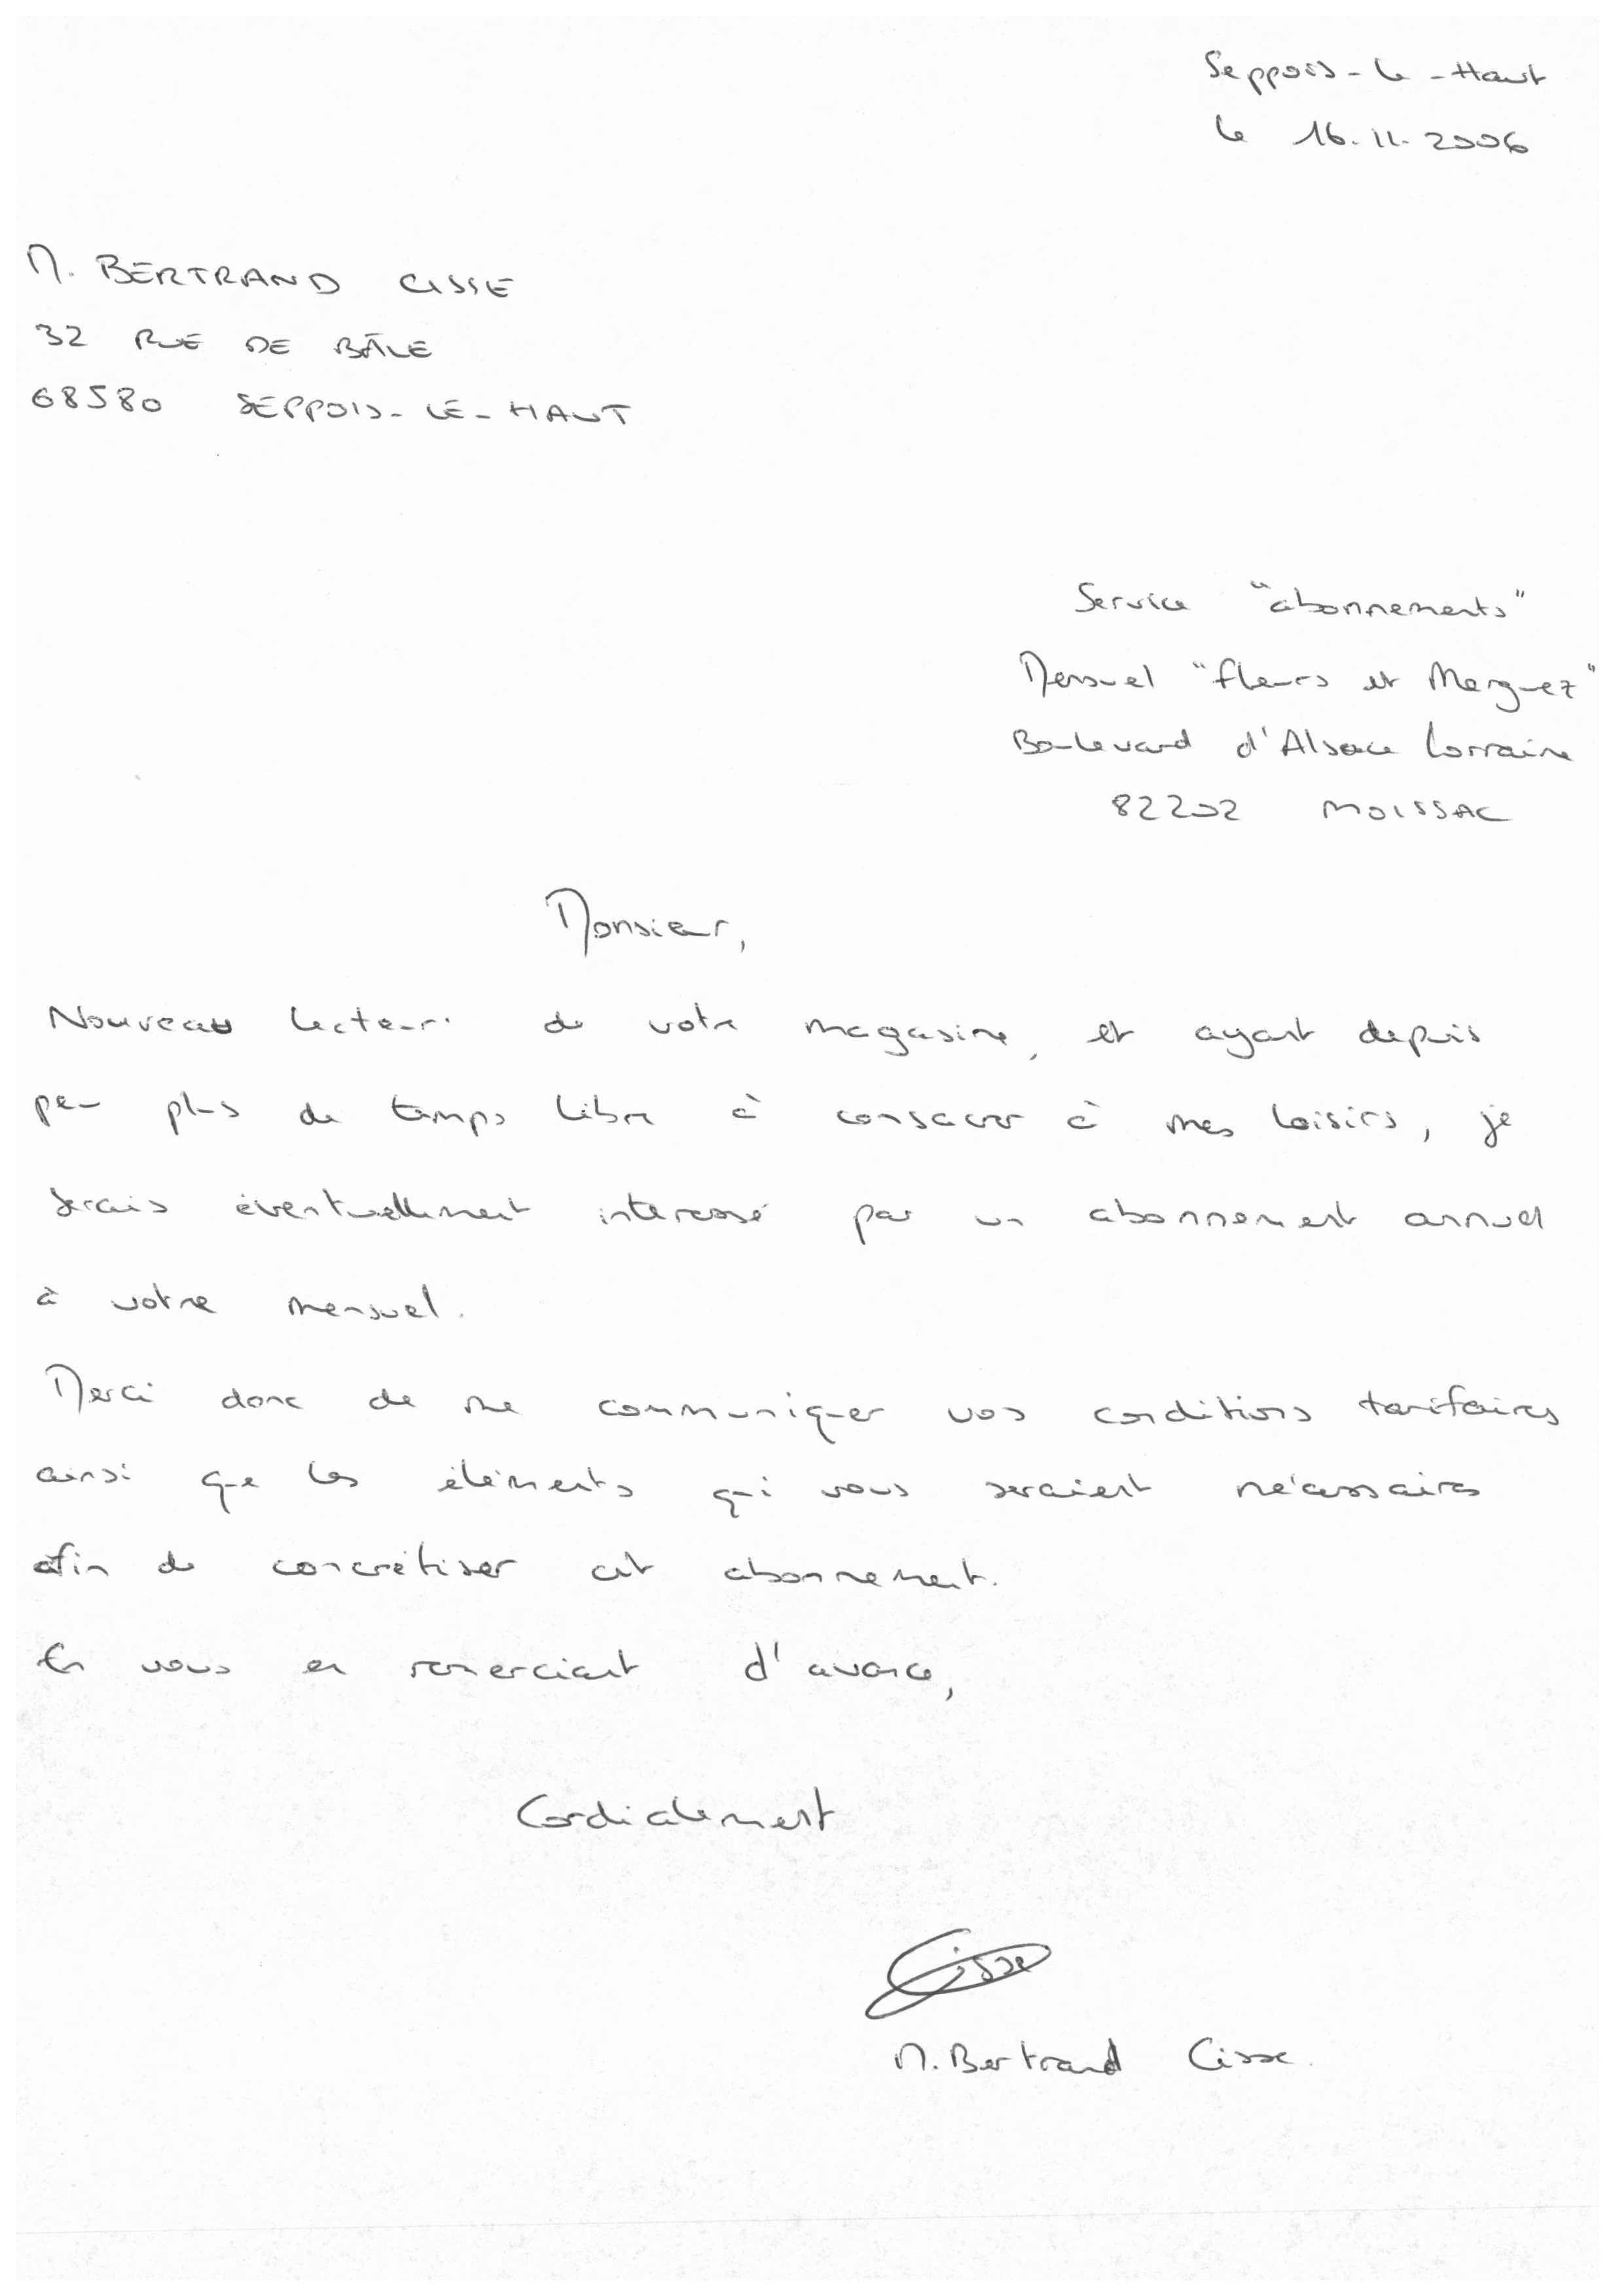 Seppois-le-Haut
le 16.11.2006
M. BERTRAND CISSE
32 RUE DE BÂLE
68580 SEPPOIS-LE-HAUT
Service "abonnements"
Mensuel "fleurs et Merguez"
Boulevard d'Alsace Lorraine
82202 MOISSAC
Monsieur,
Nouveau lecteur de votre magasine, et ayant depuis
peu plus de temps libre à consacrer à mes loisirs, je
serais éventuellement interessé par un abonnement annuel
à votre mensuel.
Merci donc de me communiquer vos conditions tarifaires
ainsi que les éléments qui vous seraient nécessaires
afin de concrétiser cet abonnement.
En vous en remerciant d'avance,
Cordialement
Cisse
M. Bertrand Cisse.